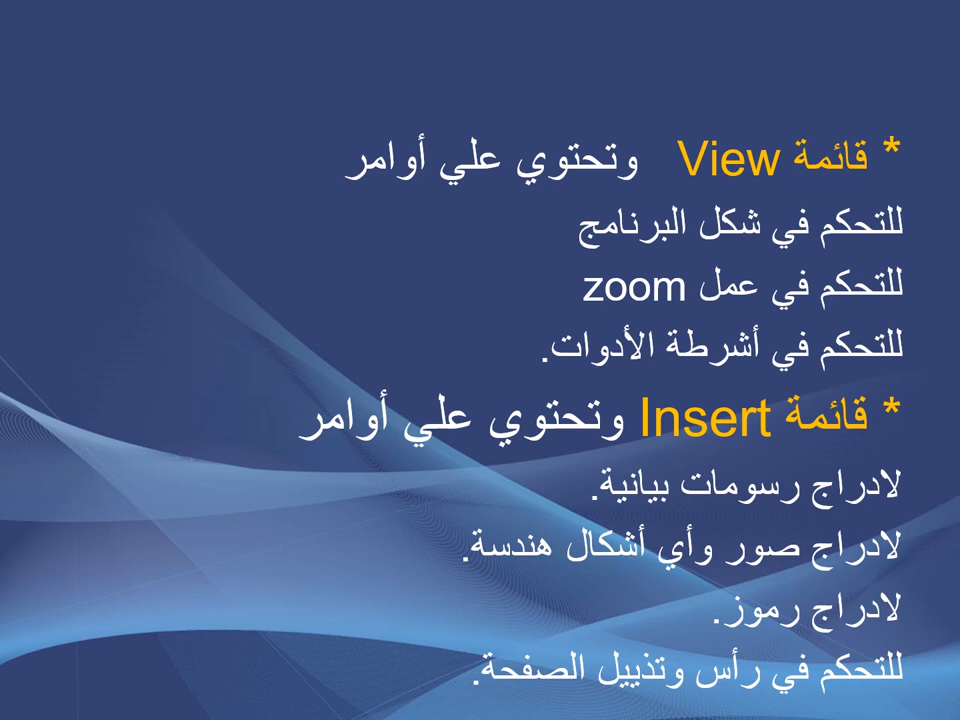 * قائمة View وتحتوي علي أوامر
للتحكم في شكل البرنامج
للتحكم في عمل zoom
للتحكم في أشرطة الأدوات.
* قائمة Insert وتحتوي علي أوامر
لادراج رسومات بيانية.
لادراج صور وأي أشكال هندسة.
لادراج رموز.
للتحكم في رأس وتذييل الصفحة.